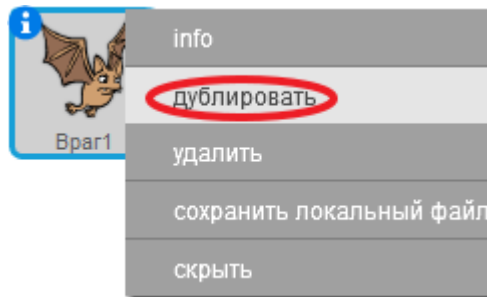 info
дублировать
Враг1
удалить
сохранить локальный файл
скрыть